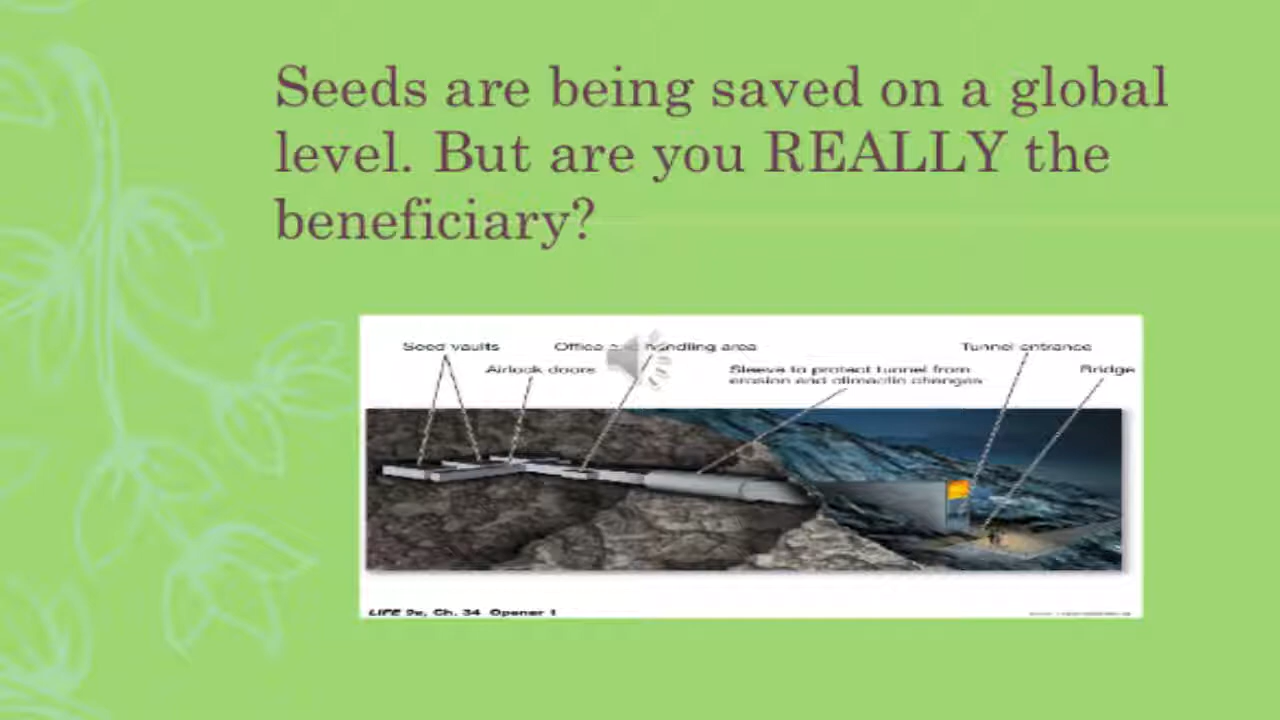 Seeds are being saved on a global
level. But are you REALLY the
beneficiary?
Seed vaults
Office and handling area
Tunnel entrance
Airlock doors
Sleeve to protect tunnel from
erosion and climactic changes
Bridge
LIFE 9e, Ch. 34 Opener 1